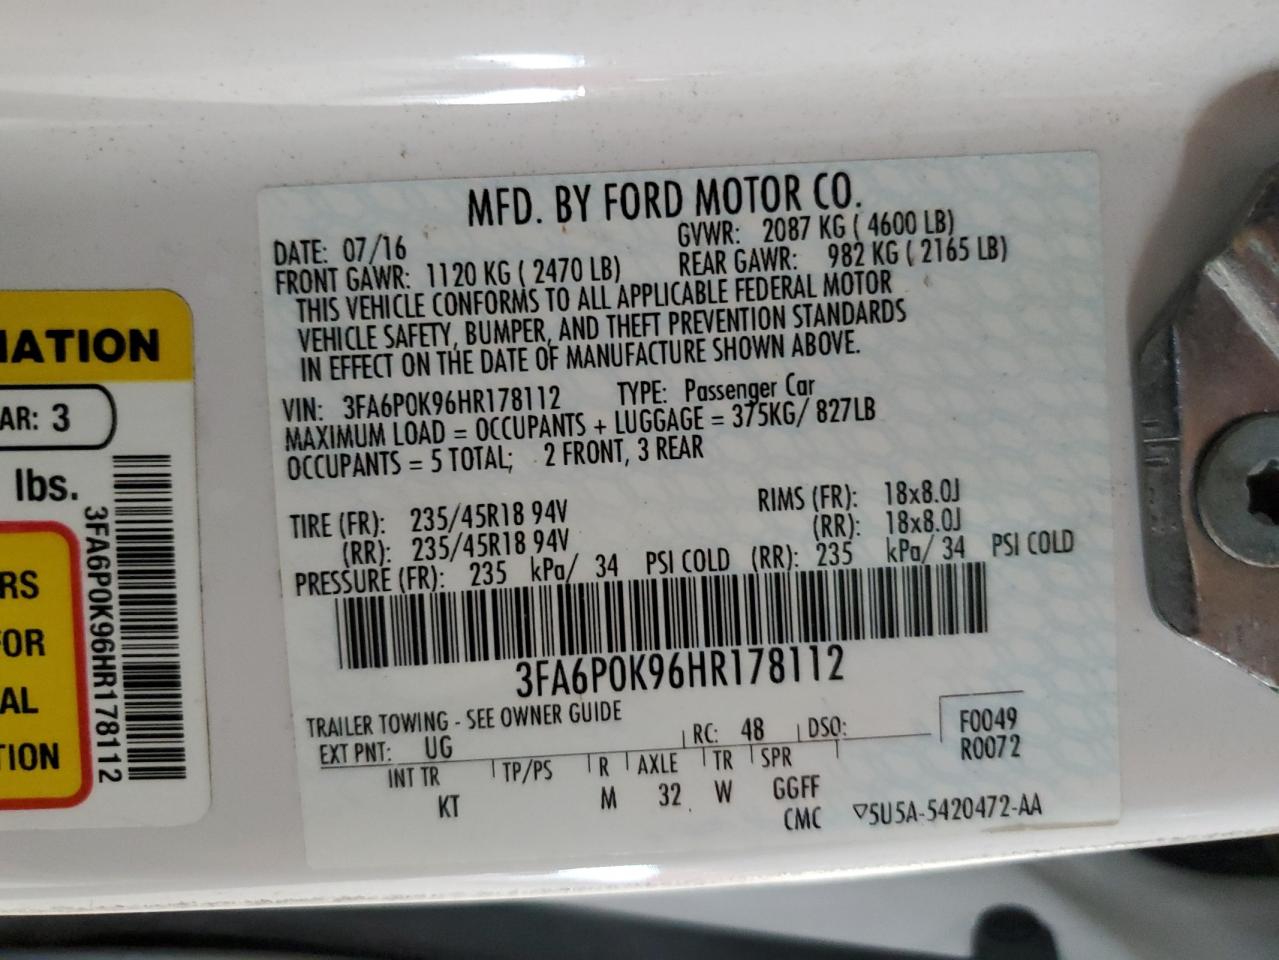 MFD. BY FORD MOTOR CO.
DATE: 07/16 GVWR: 2087 KG ( 4600 LB)
FRONT GAWR: 1120 KG ( 2470 LB) REAR GAWR: 982 KG ( 2165 LB)
THIS VEHICLE CONFORMS TO ALL APPLICABLE FEDERAL MOTOR
VEHICLE SAFETY, BUMPER, AND THEFT PREVENTION STANDARDS
IN EFFECT ON THE DATE OF MANUFACTURE SHOWN ABOVE.
VIN: 3FA6P0K96HR178112 TYPE: Passenger Car
MAXIMUM LOAD = OCCUPANTS + LUGGAGE = 375KG/ 827LB
OCCUPANTS = 5 TOTAL; 2 FRONT, 3 REAR
TIRE (FR): 235/45R18 94V RIMS (FR): 18x8.0J
(RR): 235/45R18 94V (RR): 18x8.0J
PRESSURE (FR): 235 kPa/ 34 PSI COLD (RR): 235 kPa/ 34 PSI COLD
3FA6P0K96HR178112
TRAILER TOWING - SEE OWNER GUIDE
EXT PNT: UG RC: 48 DSO: F0049
R0072
INT TR TP/PS R AXLE TR SPR
KT M 32 W GGFF
CMC ▽5U5A-5420472-AA
IATION
AR: 3
lbs.
RS
FOR
AL
TION
3FA6P0K96HR178112